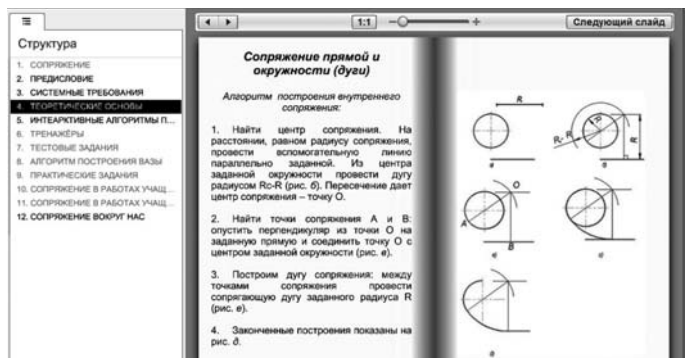 Структура
1. СОПРЯЖЕНИЕ
2. ПРЕДИСЛОВИЕ
3. СИСТЕМНЫЕ ТРЕБОВАНИЯ
4. ТЕОРЕТИЧЕСКИЕ ОСНОВЫ
5. ИНТЕАРКТИВНЫЕ АЛГОРИТМЫ П...
6. ТРЕНАЖЁРЫ
7. ТЕСТОВЫЕ ЗАДАНИЯ
8. АЛГОРИТМ ПОСТРОЕНИЯ ВАЗЫ
9. ПРАКТИЧЕСКИЕ ЗАДАНИЯ
10. СОПРЯЖЕНИЕ В РАБОТАХ УЧАЩ...
11. СОПРЯЖЕНИЕ В РАБОТАХ УЧАЩ...
12. СОПРЯЖЕНИЕ ВОКРУГ НАС
1:1
Следующий слайд
Сопряжение прямой и
окружности (дуги)
Алгоритм построения внутреннего
сопряжения:
1. Найти центр сопряжения. На
расстоянии, равном радиусу сопряжения,
провести вспомогательную линию
параллельно заданной. Из центра
заданной окружности провести дугу
радиусом Rc-R (рис. б). Пересечение дает
центр сопряжения – точку О.
2. Найти точки сопряжения А и В:
опустить перпендикуляр из точки О на
заданную прямую и соединить точку О с
центром заданной окружности (рис. в).
3. Построим дугу сопряжения: между
точками сопряжения провести
сопрягающую дугу заданного радиуса R
(рис. в).
4. Законченные построения показаны на
рис. д.
R
R
а
б
O
A
B
в
г
д